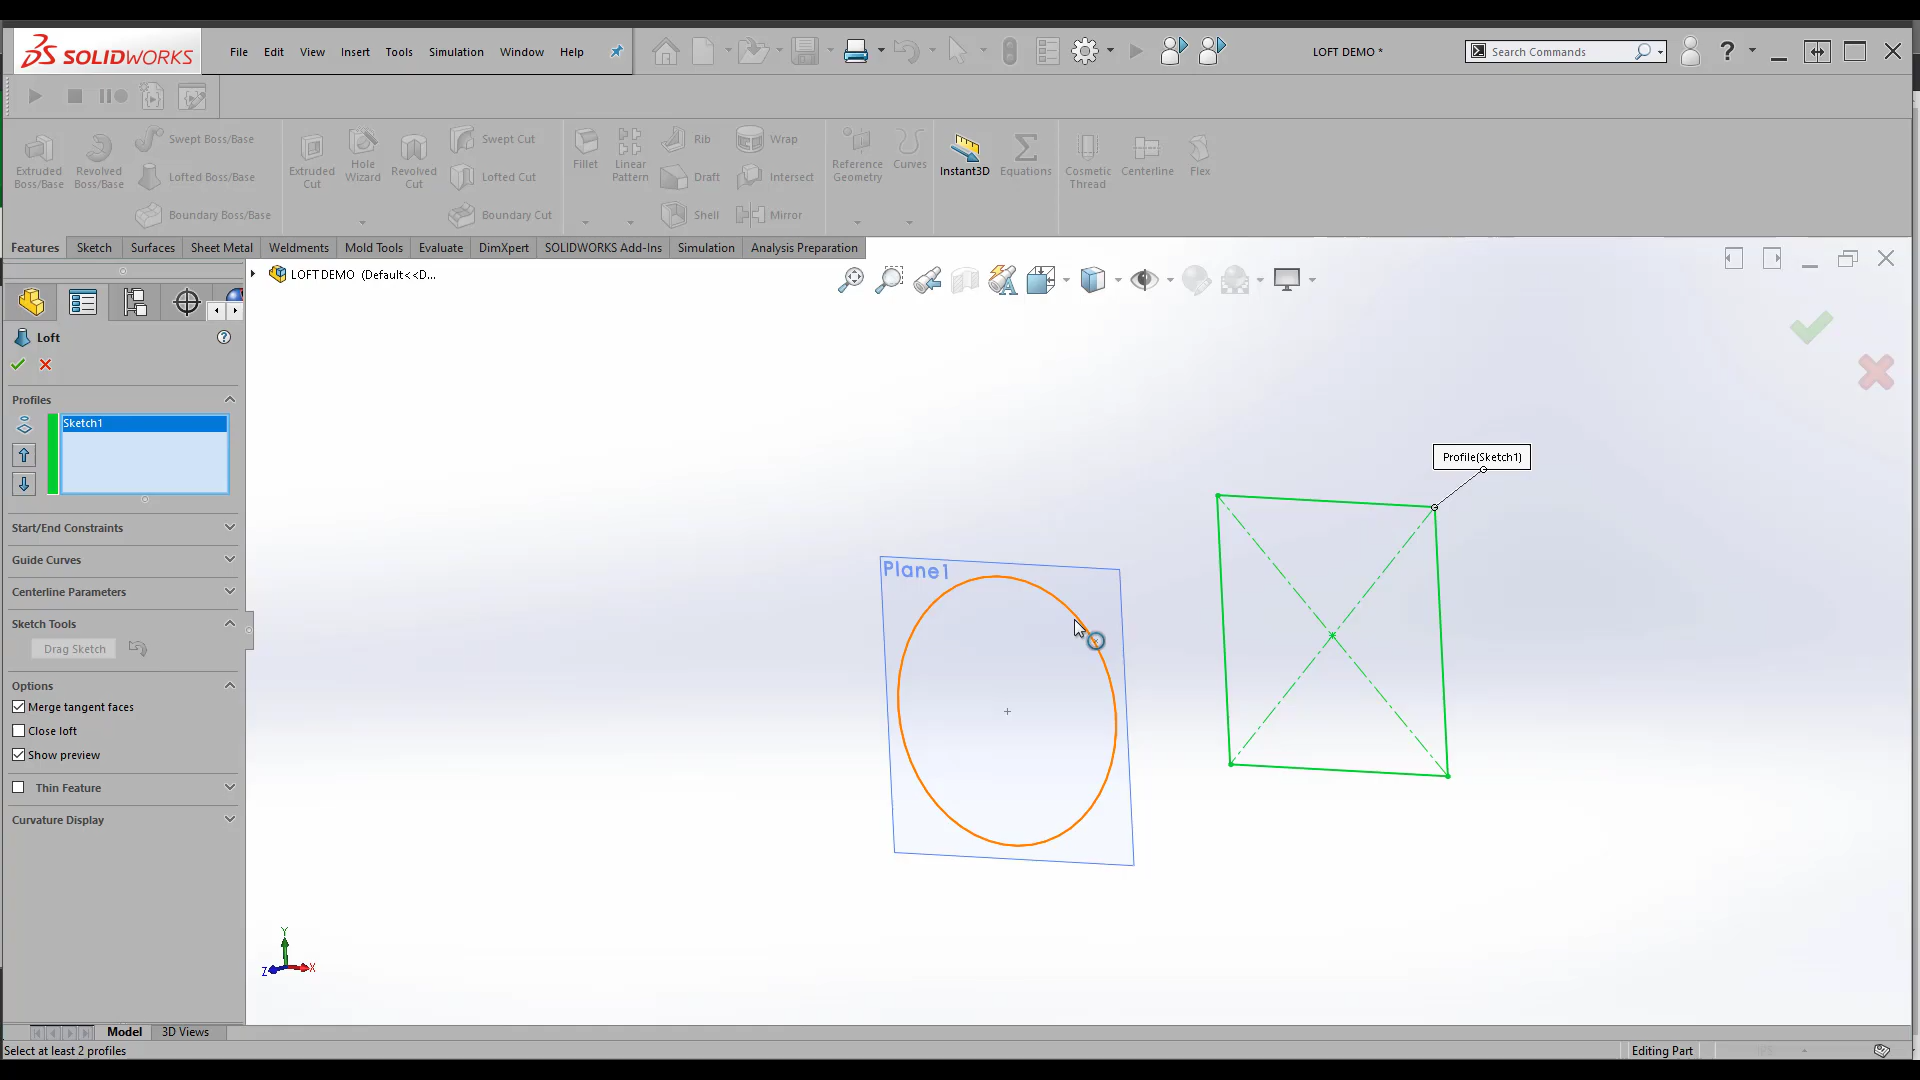 SOLIDWORKS
File Edit View Insert Tools Simulation Window Help
LOFT DEMO *
Search Commands
?
Extruded Boss/Base
Revolved Boss/Base
Swept Boss/Base
Lofted Boss/Base
Boundary Boss/Base
Extruded Cut
Hole Wizard
Revolved Cut
Swept Cut
Lofted Cut
Boundary Cut
Fillet
Linear Pattern
Rib
Draft
Shell
Wrap
Intersect
Mirror
Reference Geometry
Curves
Instant3D
Equations
Cosmetic Thread
Centerline
Flex
Features Sketch Surfaces Sheet Metal Weldments Mold Tools Evaluate DimXpert SOLIDWORKS Add-Ins Simulation Analysis Preparation
LOFT DEMO (Default<<D...
Loft
Profiles
Sketch1
Start/End Constraints
Guide Curves
Centerline Parameters
Sketch Tools
Drag Sketch
Options
Merge tangent faces
Close loft
Show preview
Thin Feature
Curvature Display
Profile(Sketch1)
Plane1
Y
Z
X
Model 3D Views
Select at least 2 profiles
Editing Part
IPS